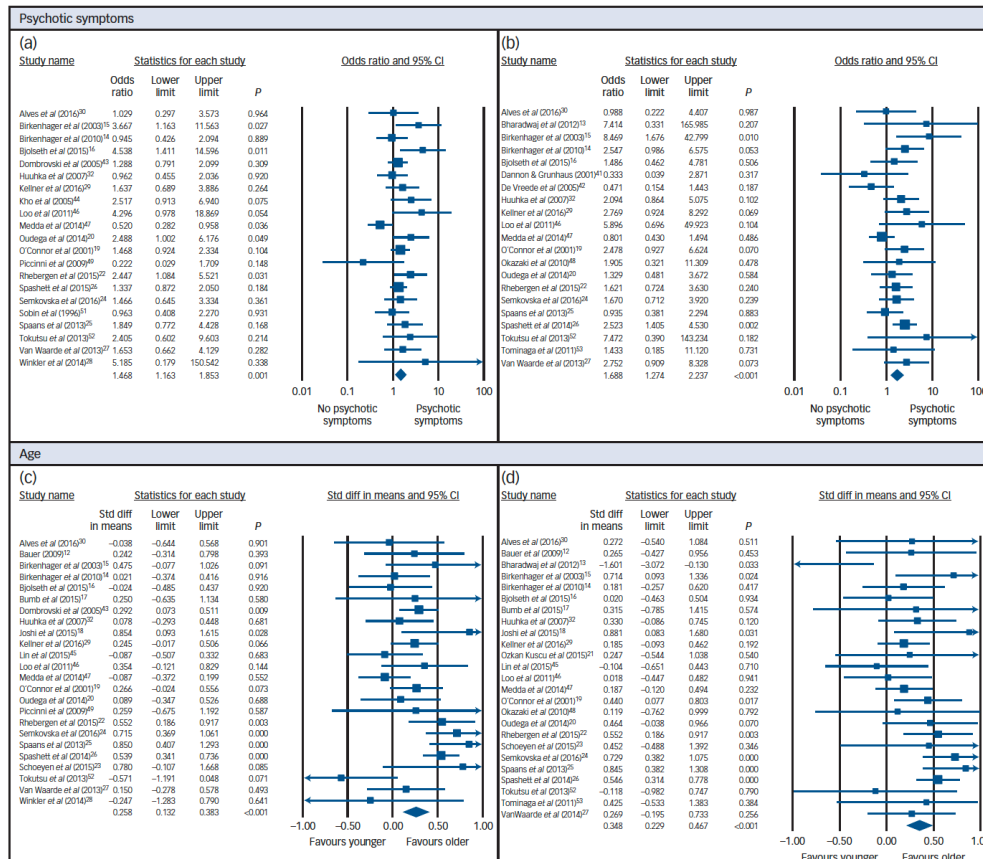 Psychotic symptoms
(a)
Study name Statistics for each study Odds ratio and 95% CI
Odds ratio Lower limit Upper limit P
Alves et al (2016)30 1.029 0.297 3.573 0.964
Birkenhager et al (2003)15 3.667 1.163 11.563 0.027
Birkenhager et al (2010)14 0.945 0.426 2.094 0.889
Bjolseth et al (2015)16 4.538 1.411 14.596 0.011
Dombrovski et al (2005)43 1.288 0.791 2.099 0.309
Huuhka et al (2007)32 0.962 0.455 2.036 0.920
Kellner et al (2016)29 1.637 0.689 3.886 0.264
Kho et al (2005)44 2.517 0.913 6.940 0.075
Loo et al (2011)46 4.296 0.978 18.869 0.054
Medda et al (2014)47 0.520 0.282 0.958 0.036
Oudega et al (2014)20 2.488 1.002 6.176 0.049
O'Connor et al (2001)19 1.468 0.924 2.334 0.104
Piccinni et al (2009)49 0.222 0.029 1.709 0.148
Rhebergen et al (2015)22 2.447 1.084 5.521 0.031
Spashett et al (2015)26 1.337 0.872 2.050 0.184
Semkovska et al (2016)24 1.466 0.645 3.334 0.361
Sobin et al (1996)51 0.963 0.408 2.270 0.931
Spaans et al (2013)25 1.849 0.772 4.428 0.168
Tokutsu et al (2013)52 2.405 0.602 9.603 0.214
Van Waarde et al (2013)27 1.653 0.662 4.129 0.282
Winkler et al (2014)28 5.185 0.179 150.542 0.338
1.468 1.163 1.853 0.001
0.01 0.1 1 10 100
No psychotic symptoms Psychotic symptoms
(b)
Study name Statistics for each study Odds ratio and 95% CI
Odds ratio Lower limit Upper limit P
Alves et al (2016)30 0.988 0.222 4.407 0.987
Bharadwaj et al (2012)13 7.414 0.331 165.985 0.207
Birkenhager et al (2003)15 8.469 1.676 42.799 0.010
Birkenhager et al (2010)14 2.547 0.986 6.575 0.053
Bjolseth et al (2015)16 1.486 0.462 4.781 0.506
Dannon & Grunhaus (2001)41 0.333 0.039 2.871 0.317
De Vreede et al (2005)42 0.471 0.154 1.443 0.187
Huuhka et al (2007)32 2.094 0.864 5.075 0.102
Kellner et al (2016)29 2.769 0.924 8.292 0.069
Loo et al (2011)46 5.896 0.696 49.923 0.104
Medda et al (2014)47 0.801 0.430 1.494 0.486
O'Connor et al (2001)19 2.478 0.927 6.624 0.070
Okazaki et al (2010)48 1.905 0.321 11.309 0.478
Oudega et al (2014)20 1.329 0.481 3.672 0.584
Rhebergen et al (2015)22 1.621 0.724 3.630 0.240
Semkovska et al (2016)24 1.670 0.712 3.920 0.239
Spaans et al (2013)25 0.935 0.381 2.294 0.883
Spashett et al (2014)26 2.523 1.405 4.530 0.002
Tokutsu et al (2013)52 7.472 0.390 143.234 0.182
Tominaga et al (2011)53 1.433 0.185 11.120 0.731
Van Waarde et al (2013)27 2.752 0.909 8.328 0.073
1.688 1.274 2.237 <0.001
0.01 0.1 1 10 100
No psychotic symptoms Psychotic symptoms
Age
(c)
Study name Statistics for each study Std diff in means and 95% CI
Std diff in means Lower limit Upper limit P
Alves et al (2016)30 −0.038 −0.644 0.568 0.901
Bauer (2009)12 0.242 −0.314 0.798 0.393
Birkenhager et al (2003)15 0.475 −0.077 1.026 0.091
Birkenhager et al (2010)14 0.021 −0.374 0.416 0.916
Bjolseth et al (2015)16 −0.024 −0.485 0.437 0.920
Bumb et al (2015)17 0.250 −0.635 1.134 0.580
Dombrovski et al (2005)43 0.292 0.073 0.511 0.009
Huuhka et al (2007)32 0.078 −0.293 0.448 0.681
Joshi et al (2015)18 0.854 0.093 1.615 0.028
Kellner et al (2016)29 0.245 −0.017 0.506 0.066
Lin et al (2015)45 −0.087 −0.507 0.332 0.683
Loo et al (2011)46 0.354 −0.121 0.829 0.144
Medda et al (2014)47 −0.087 −0.372 0.199 0.552
O'Connor et al (2001)19 0.266 −0.024 0.556 0.073
Oudega et al (2014)20 0.089 −0.347 0.526 0.688
Piccinni et al (2009)49 0.259 −0.675 1.192 0.587
Rhebergen et al (2015)22 0.552 0.186 0.917 0.003
Semkovska et al (2016)24 0.715 0.369 1.061 0.000
Spaans et al (2013)25 0.850 0.407 1.293 0.000
Spashett et al (2014)26 0.539 0.341 0.736 0.000
Schoeyen et al (2015)23 0.780 −0.107 1.668 0.085
Tokutsu et al (2013)52 −0.571 −1.191 0.048 0.071
Van Waarde et al (2013)27 0.150 −0.278 0.578 0.493
Winkler et al (2014)28 −0.247 −1.283 0.790 0.641
0.258 0.132 0.383 <0.001
−1.00 −0.50 0.00 0.50 1.00
Favours younger Favours older
(d)
Study name Statistics for each study Std diff in means and 95% CI
Std diff in means Lower limit Upper limit P
Alves et al (2016)30 0.272 −0.540 1.084 0.511
Bauer et al (2009)12 0.265 −0.427 0.956 0.453
Bharadwaj et al (2012)13 −1.601 −3.072 −0.130 0.033
Birkenhager et al (2003)15 0.714 0.093 1.336 0.024
Birkenhager et al (2010)14 0.181 −0.257 0.620 0.417
Bjolseth et al (2015)16 0.020 −0.463 0.504 0.934
Bumb et al (2015)17 0.315 −0.785 1.415 0.574
Huuhka et al (2007)32 0.330 −0.086 0.745 0.120
Joshi et al (2015)18 0.881 0.083 1.680 0.031
Kellner et al (2016)29 0.185 −0.093 0.462 0.192
Ozkan Kuscu et al (2015)21 0.247 −0.544 1.038 0.540
Lin et al (2015)45 −0.104 −0.651 0.443 0.710
Loo et al (2011)46 0.018 −0.447 0.482 0.941
Medda et al (2014)47 0.187 −0.120 0.494 0.232
O'Connor et al (2001)19 0.440 0.077 0.803 0.017
Okazaki et al (2010)48 0.119 −0.762 0.999 0.792
Oudega et al (2014)20 0.464 −0.038 0.966 0.070
Rhebergen et al (2015)22 0.552 0.186 0.917 0.003
Schoeyen et al (2015)23 0.452 −0.488 1.392 0.346
Semkovska et al (2016)24 0.729 0.382 1.075 0.000
Spaans et al (2013)25 0.845 0.382 1.308 0.000
Spashett et al (2014)26 0.546 0.314 0.778 0.000
Tokutsu et al (2013)52 −0.118 −0.982 0.747 0.790
Tominaga et al (2011)53 0.425 −0.533 1.383 0.384
VanWaarde et al (2014)27 0.269 −0.195 0.733 0.256
0.348 0.229 0.467 <0.001
−1.00 −0.50 0.00 0.50 1.00
Favours younger Favours older